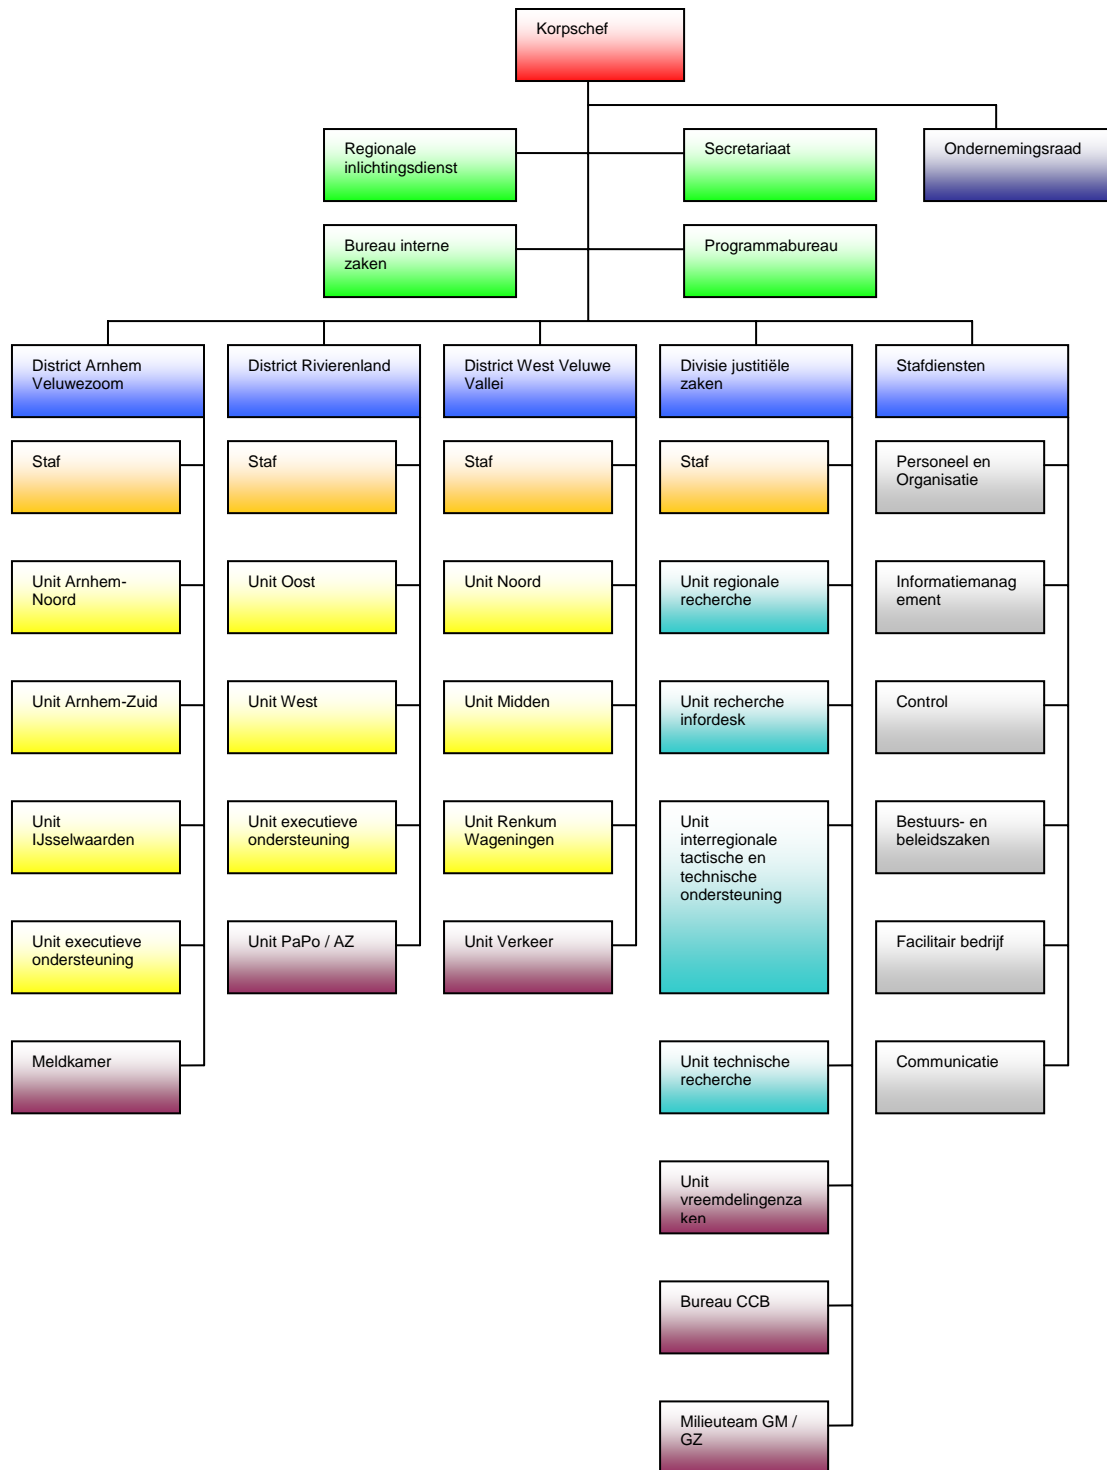 Korpschef
Regionale
inlichtingsdienst
Secretariaat
Ondernemingsraad
Bureau interne
zaken
Programmabureau
District Arnhem
Veluwezoom
District Rivierenland
District West Veluwe
Vallei
Divisie justitiële
zaken
Stafdiensten
Staf
Staf
Staf
Staf
Personeel en
Organisatie
Unit Arnhem-
Noord
Unit Oost
Unit Noord
Unit regionale
recherche
Informatiemanag
ement
Unit Arnhem-Zuid
Unit West
Unit Midden
Unit recherche
infordesk
Control
Unit
IJsselwaarden
Unit executieve
ondersteuning
Unit Renkum
Wageningen
Unit
interregionale
tactische en
technische
ondersteuning
Bestuurs- en
beleidszaken
Unit executieve
ondersteuning
Unit PaPo / AZ
Unit Verkeer
Facilitair bedrijf
Meldkamer
Unit technische
recherche
Communicatie
Unit
vreemdelingenza
ken
Bureau CCB
Milieuteam GM /
GZ